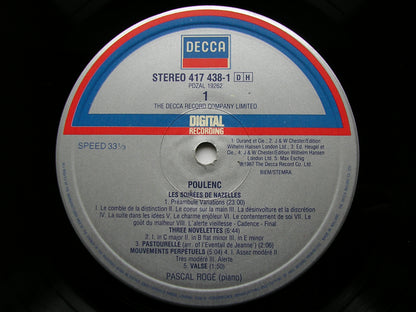 DECCA
STEREO 417 438-1 DH
PDZAL 19262
1
THE DECCA RECORD COMPANY LIMITED
DIGITAL
RECORDING
SPEED 33⅓
1. Durand et Cie.; 2. J & W Chester/Edition
Wilhelm Hansen London Ltd.; 3. Ed. Heugel et
Cie.; 4. J & W Chester/Edition Wilhelm Hansen
London Ltd.; 5. Max Eschig
℗1987 The Decca Record Co. Ltd.
BIEM/STEMRA
POULENC
LES SOIRÉES DE NAZELLES
1. Préambule Variations (23.00)
I. Le comble de la distinction II. Le coeur sur la main III. La désinvolture et la discrétion
IV. La suite dans les idées V. Le charme enjôleur VI. Le contentement de soi VII. Le
goût du malheur VIII. L'alerte vieillesse - Cadence - Final
THREE NOVELETTES (6:44)
2. I. in C major II. in B flat minor III. in E minor
3. PASTOURELLE (arr. of l'Eventail de Jeanne) (2:06)
MOUVEMENTS PERPÉTUELS (5:04) 4. I. Assez modéré II.
Très modéré III. Alerte
5. VALSE (1:50)
PASCAL ROGÉ (piano)